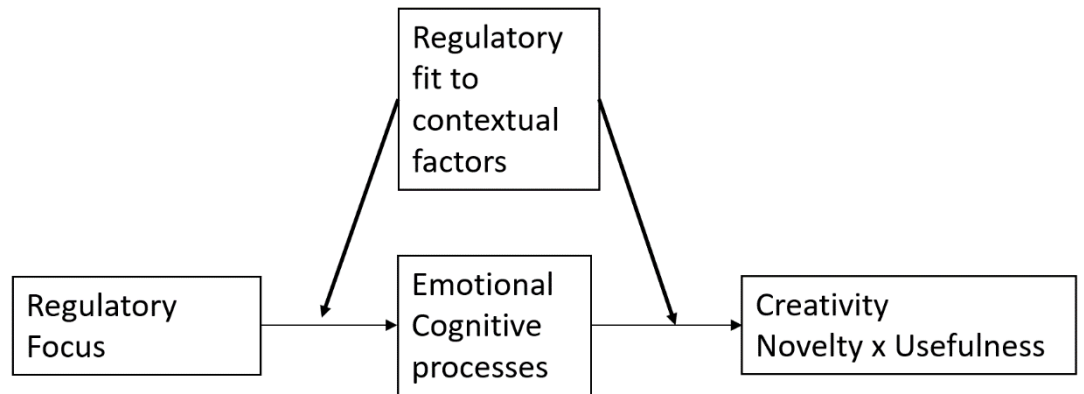 Regulatory
fit to
contextual
factors
Regulatory
Focus
Emotional
Cognitive
processes
Creativity
Novelty x Usefulness